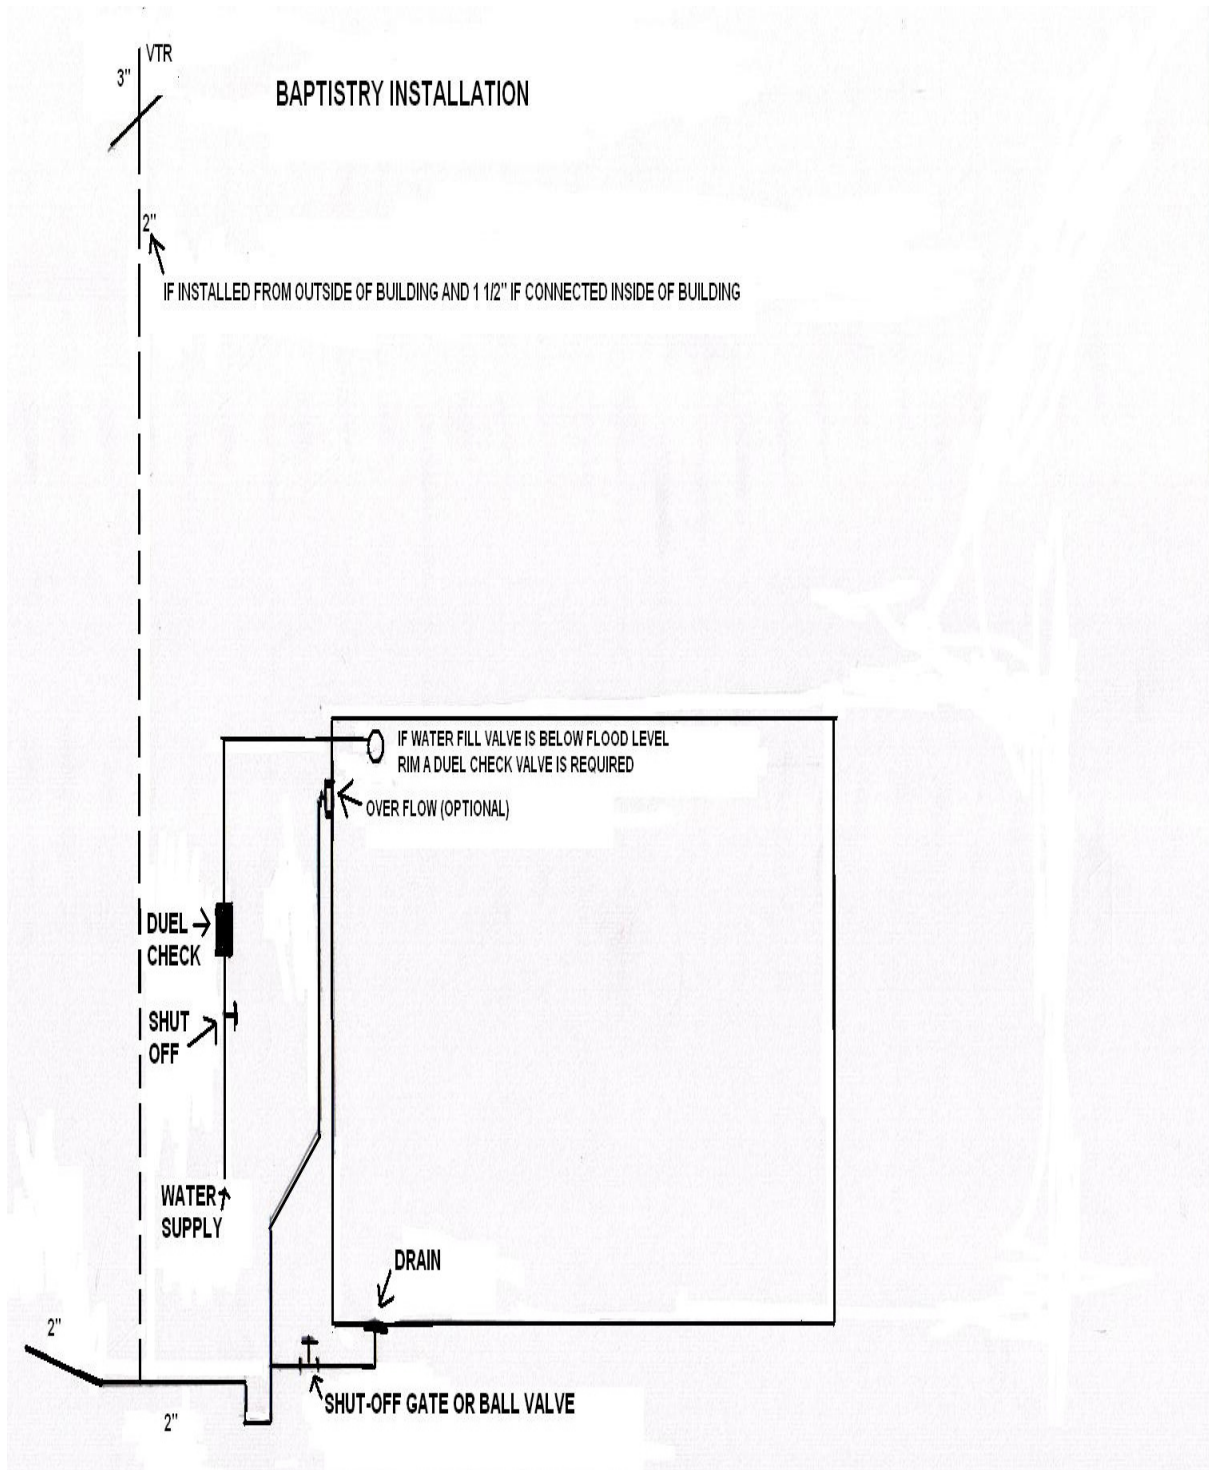 VTR
3"
BAPTISTRY INSTALLATION
2"
IF INSTALLED FROM OUTSIDE OF BUILDING AND 1 1/2" IF CONNECTED INSIDE OF BUILDING
IF WATER FILL VALVE IS BELOW FLOOD LEVEL
RIM A DUEL CHECK VALVE IS REQUIRED
OVER FLOW (OPTIONAL)
DUEL
CHECK
SHUT
OFF
WATER
SUPPLY
DRAIN
2"
SHUT-OFF GATE OR BALL VALVE
2"